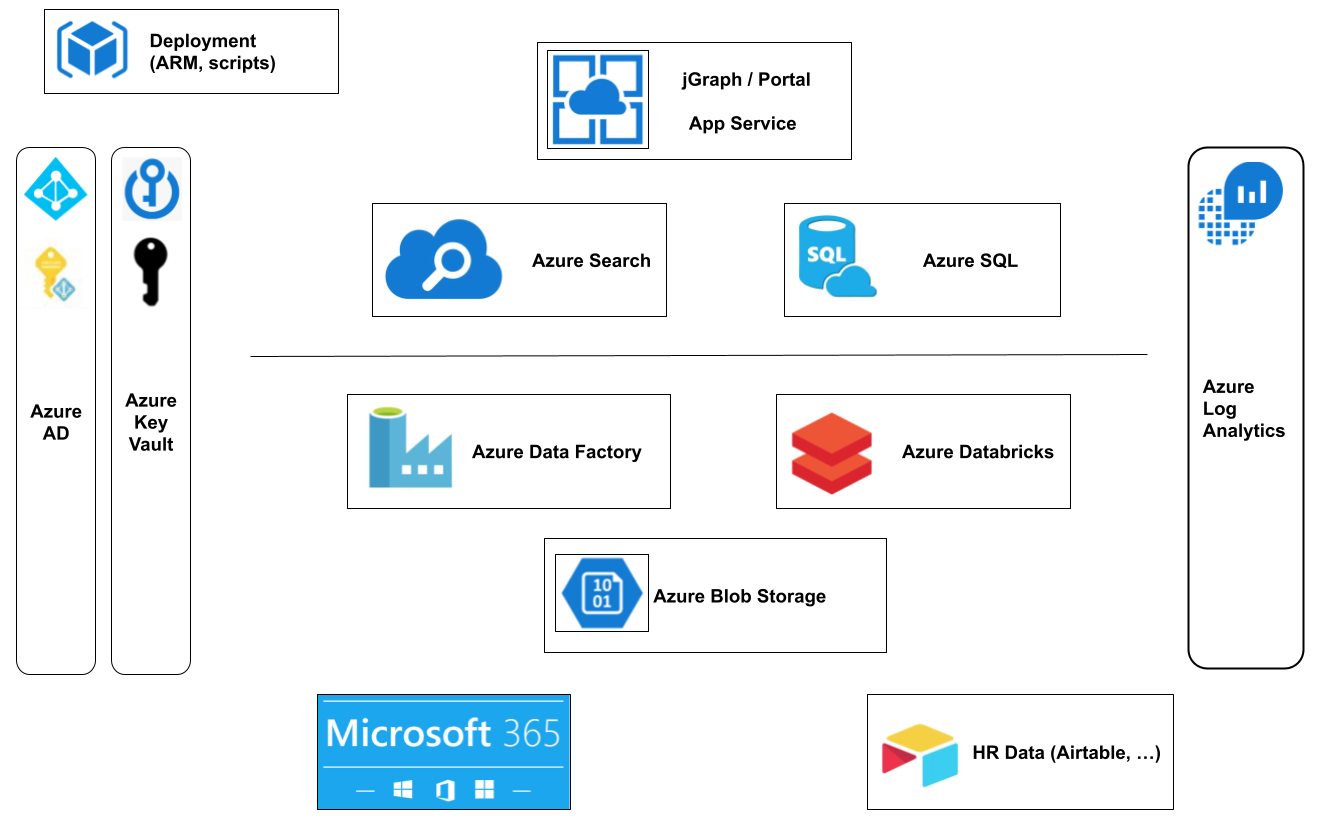 Deployment
(ARM, scripts)
jGraph / Portal
App Service
Azure
AD
Azure
Key
Vault
Azure Search
SQL
Azure SQL
Azure
Log
Analytics
Azure Data Factory
Azure Databricks
10
01
Azure Blob Storage
Microsoft 365
HR Data (Airtable, …)